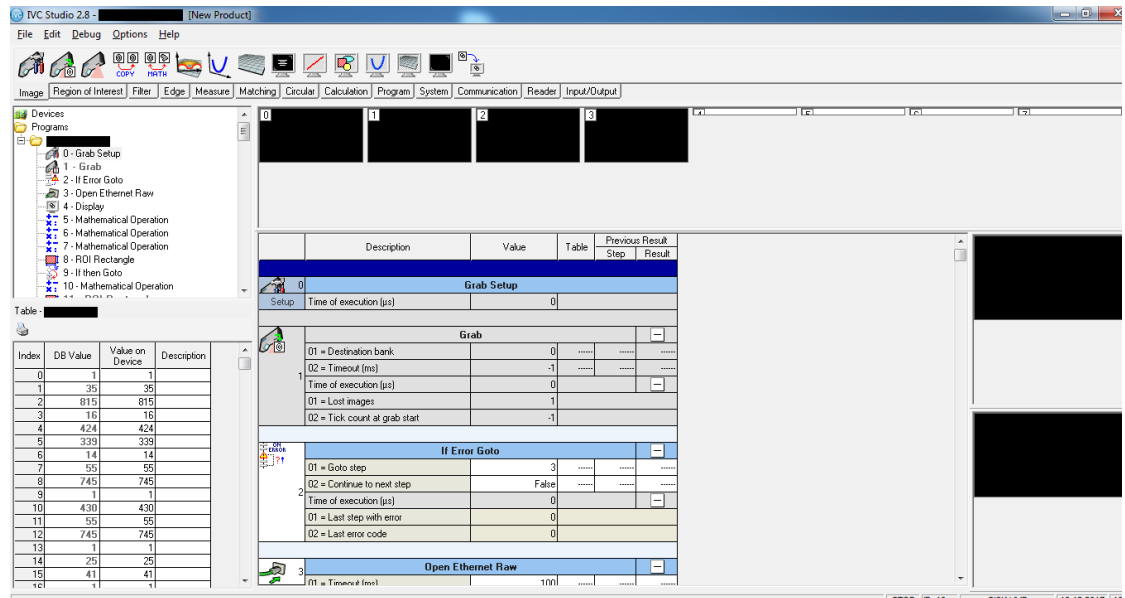 IVC Studio 2.8 - [New Product]
File Edit Debug Options Help
COPY MATH
Image Region of Interest Filter Edge Measure Matching Circular Calculation Program System Communication Reader Input/Output
Devices
Programs
0 - Grab Setup
1 - Grab
2 - If Error Goto
3 - Open Ethernet Raw
4 - Display
5 - Mathematical Operation
6 - Mathematical Operation
7 - Mathematical Operation
8 - ROI Rectangle
9 - If then Goto
10 - Mathematical Operation
Table -
Index DB Value Value on Device Description
0 1 1
1 35 35
2 815 815
3 16 16
4 424 424
5 339 339
6 14 14
7 55 55
8 745 745
9 1 1
10 430 430
11 55 55
12 745 745
13 1 1
14 25 25
15 41 41
16 1 1
0 1 2 3
Description Value Table Previous Result
Step Result
0 Grab Setup
Setup Time of execution (µs) 0
Grab
01 = Destination bank 0 ------ ------ ------
02 = Timeout (ms) -1 ------ ------ ------
1
Time of execution (µs) 0
01 = Lost images 1
02 = Tick count at grab start -1
ON ERROR
?
If Error Goto
01 = Goto step 3 ------ ------ ------
02 = Continue to next step False ------ ------ ------
2
Time of execution (µs) 0
01 = Last step with error 0
02 = Last error code 0
3 Open Ethernet Raw
01 = Timeout (ms) 100